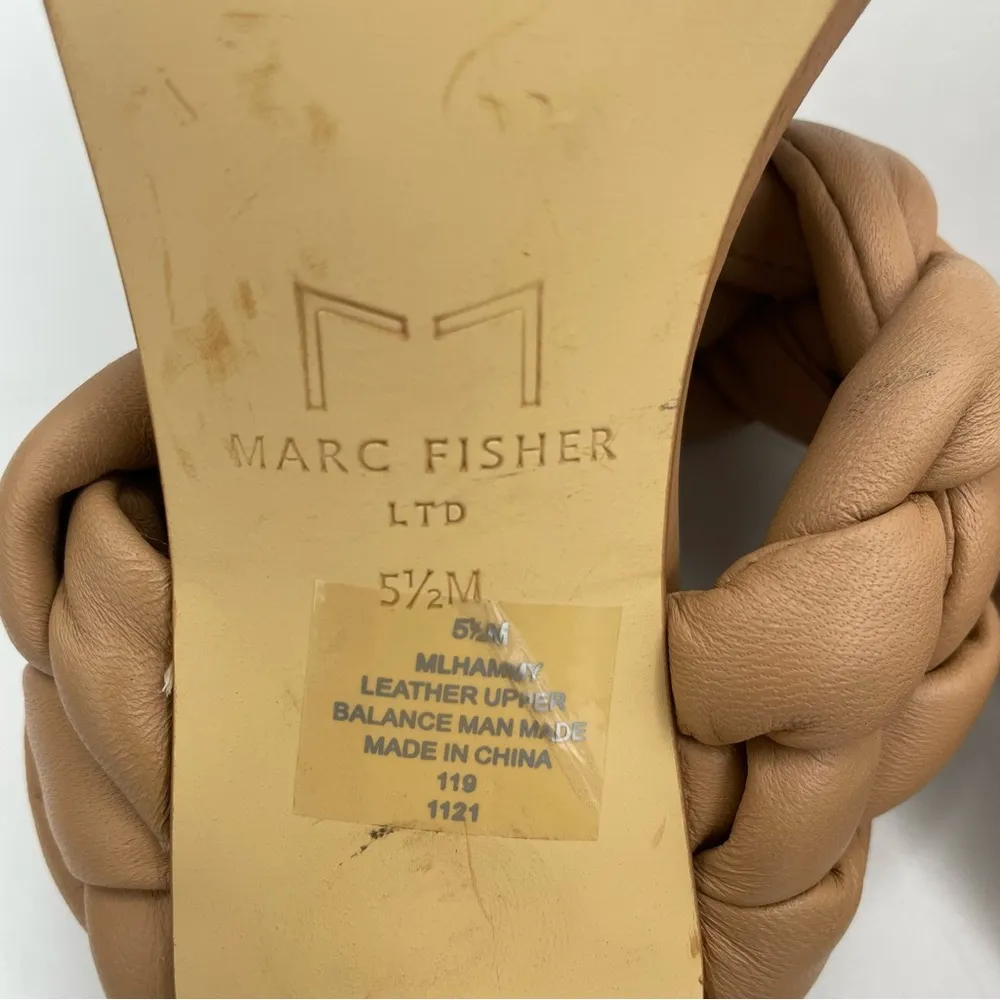 MARC FISHER
LTD
5½M
5½M
MLHAMMY
LEATHER UPPER
BALANCE MAN MADE
MADE IN CHINA
119
1121